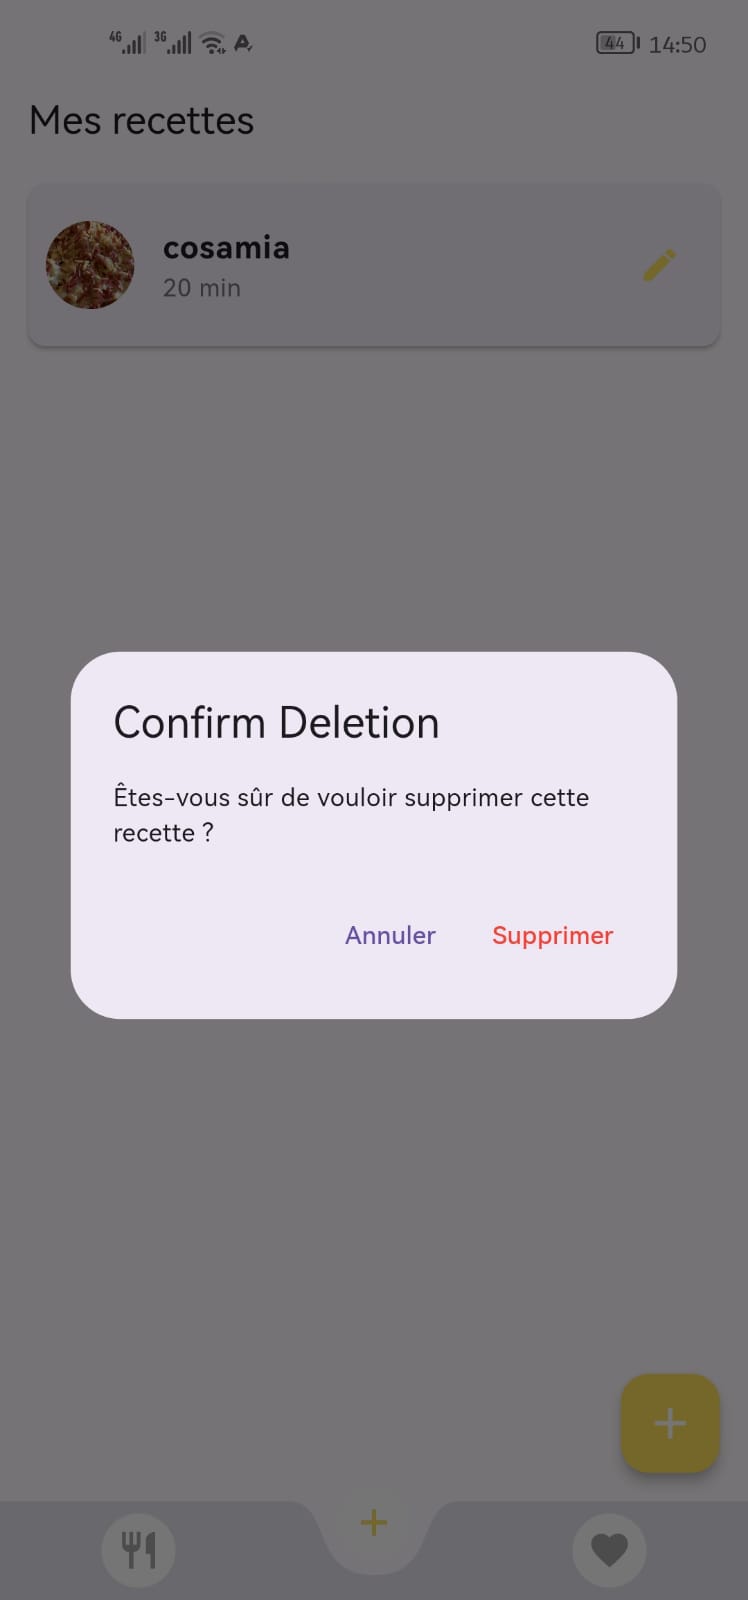 4G 3G 44 14:50
Mes recettes
cosamia
20 min
Confirm Deletion
Êtes-vous sûr de vouloir supprimer cette
recette ?
Annuler Supprimer